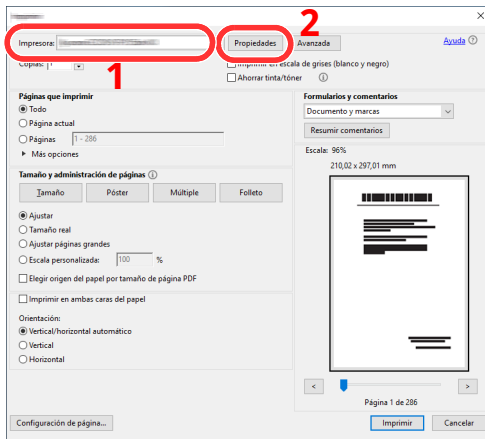 2
Impresora:
Propiedades
Avanzada
Ayuda
1
Copias: 1
Imprimir en escala de grises (blanco y negro)
Ahorrar tinta/tóner
Páginas que imprimir
Todo
Página actual
Páginas 1 - 286
Más opciones
Tamaño y administración de páginas
Tamaño Póster Múltiple Folleto
Ajustar
Tamaño real
Ajustar páginas grandes
Escala personalizada: 100 %
Elegir origen del papel por tamaño de página PDF
Imprimir en ambas caras del papel
Orientación:
Vertical/horizontal automático
Vertical
Horizontal
Formularios y comentarios
Documento y marcas
Resumir comentarios
Escala: 96%
210,02 x 297,01 mm
< >
Página 1 de 286
Configuración de página...
Imprimir
Cancelar